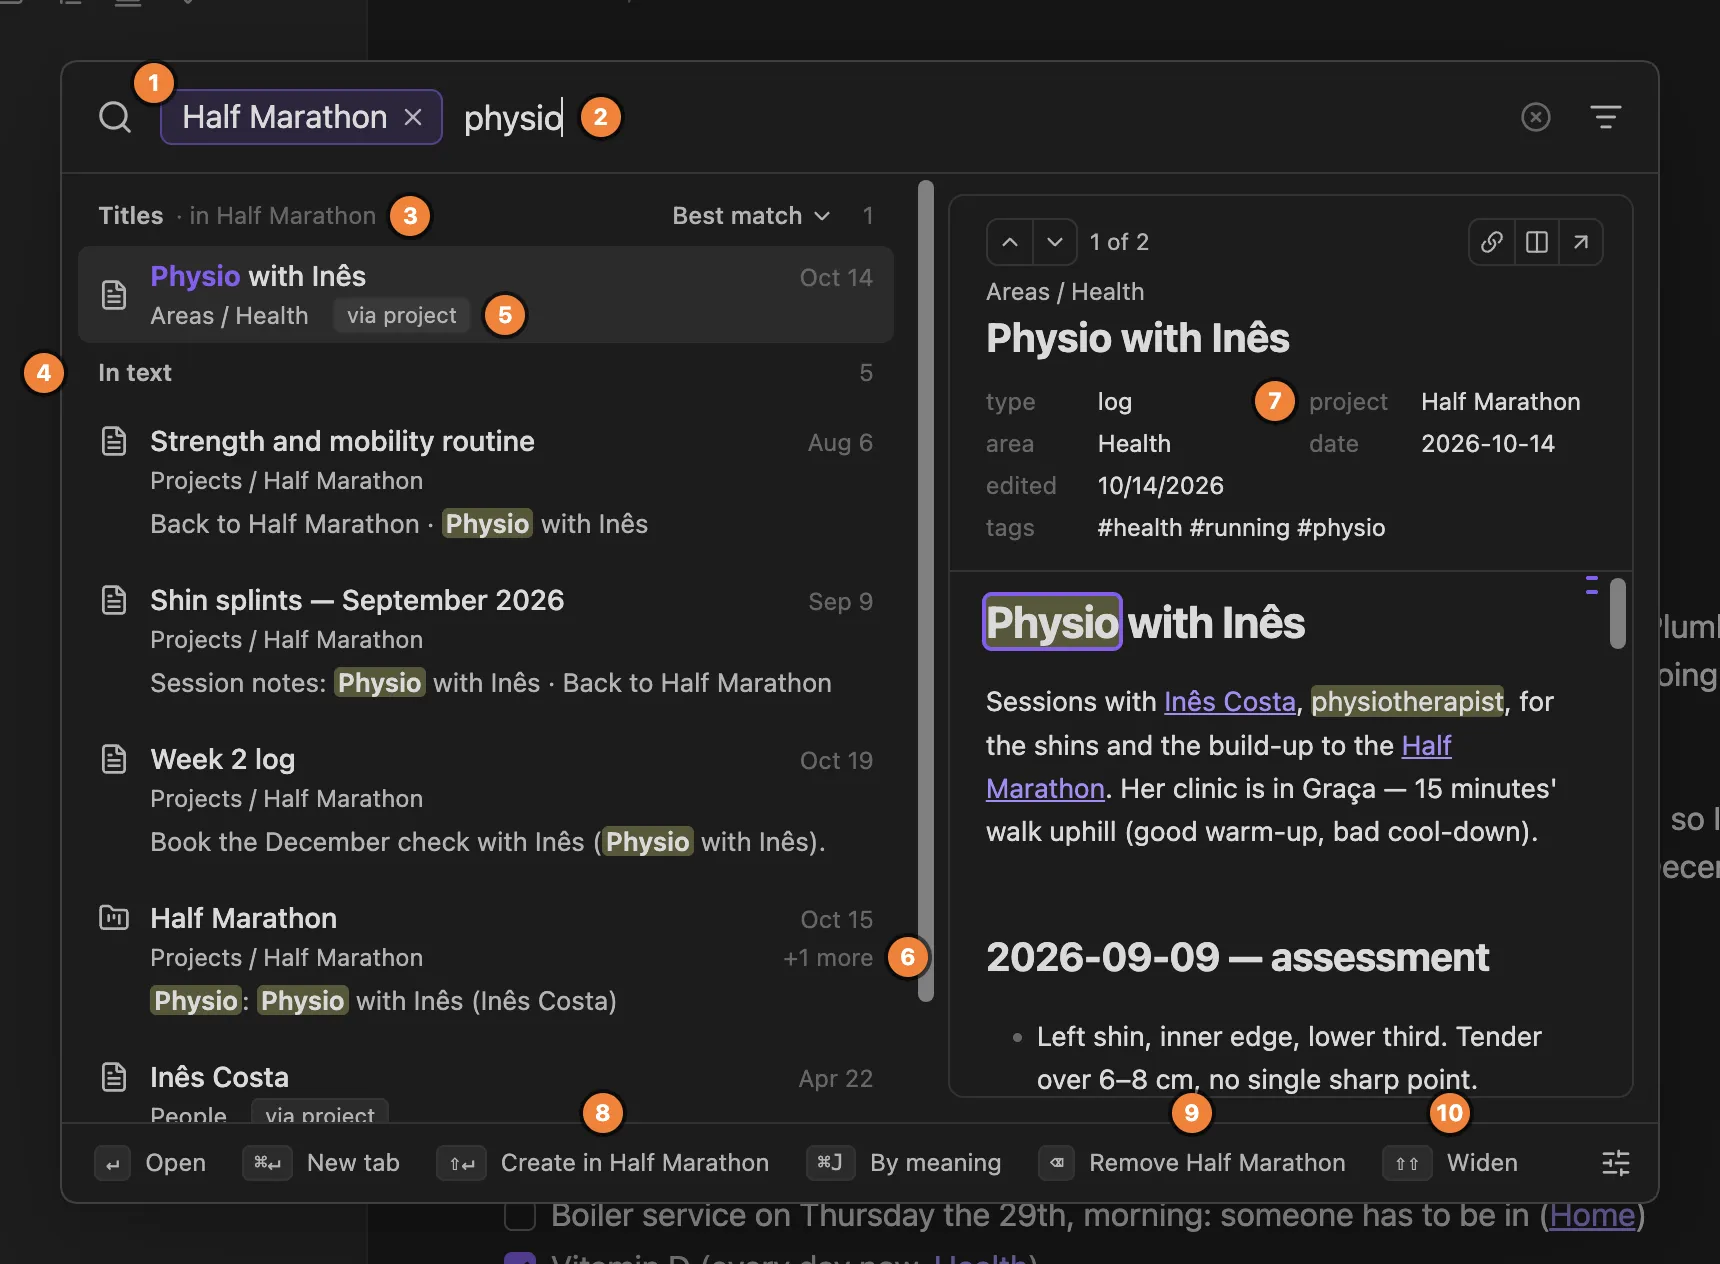 1
Half Marathon
physio
2
Titles · in Half Marathon
3
Best match
1
Physio with Inês
Oct 14
Areas / Health
via project
5
4
In text
5
Strength and mobility routine
Aug 6
Projects / Half Marathon
Back to Half Marathon · Physio with Inês
Shin splints — September 2026
Sep 9
Projects / Half Marathon
Session notes: Physio with Inês · Back to Half Marathon
Week 2 log
Oct 19
Projects / Half Marathon
Book the December check with Inês (Physio with Inês).
Half Marathon
Oct 15
Projects / Half Marathon
+1 more
6
Physio: Physio with Inês (Inês Costa)
Inês Costa
Apr 22
People
via project
1 of 2
Areas / Health
Physio with Inês
type log
7
project Half Marathon
area Health
date 2026-10-14
edited 10/14/2026
tags #health #running #physio
Physio with Inês
Sessions with Inês Costa, physiotherapist, for
the shins and the build-up to the Half
Marathon. Her clinic is in Graça — 15 minutes'
walk uphill (good warm-up, bad cool-down).
2026-09-09 — assessment
• Left shin, inner edge, lower third. Tender
over 6–8 cm, no single sharp point.
8
9
10
↵ Open
⌘↵ New tab
⇧↵ Create in Half Marathon
⌘J By meaning
⌫ Remove Half Marathon
⇧⇧ Widen
so I
Boiler service on Thursday the 29th, morning: someone has to be in (Home)
Vitamin D (every day now, Health)